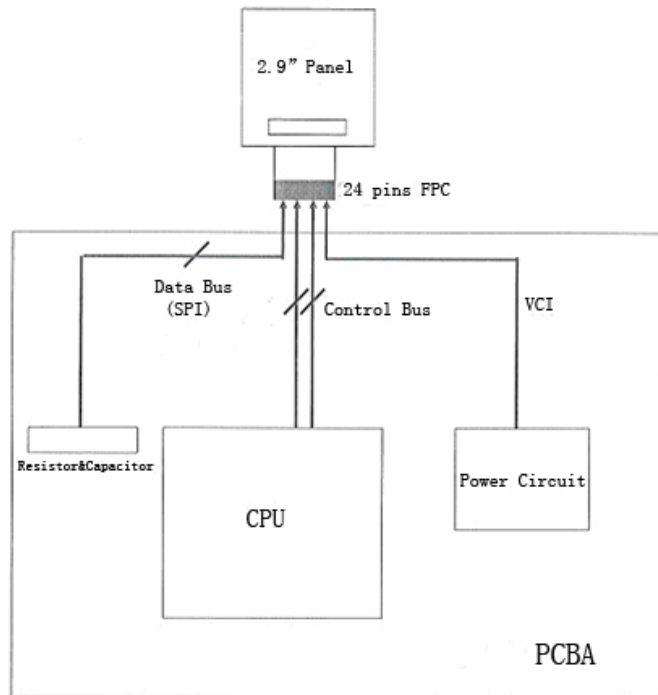 2.9” Panel
24 pins FPC
Data Bus
(SPI)
Control Bus
VCI
Resistor&Capacitor
CPU
Power Circuit
PCBA